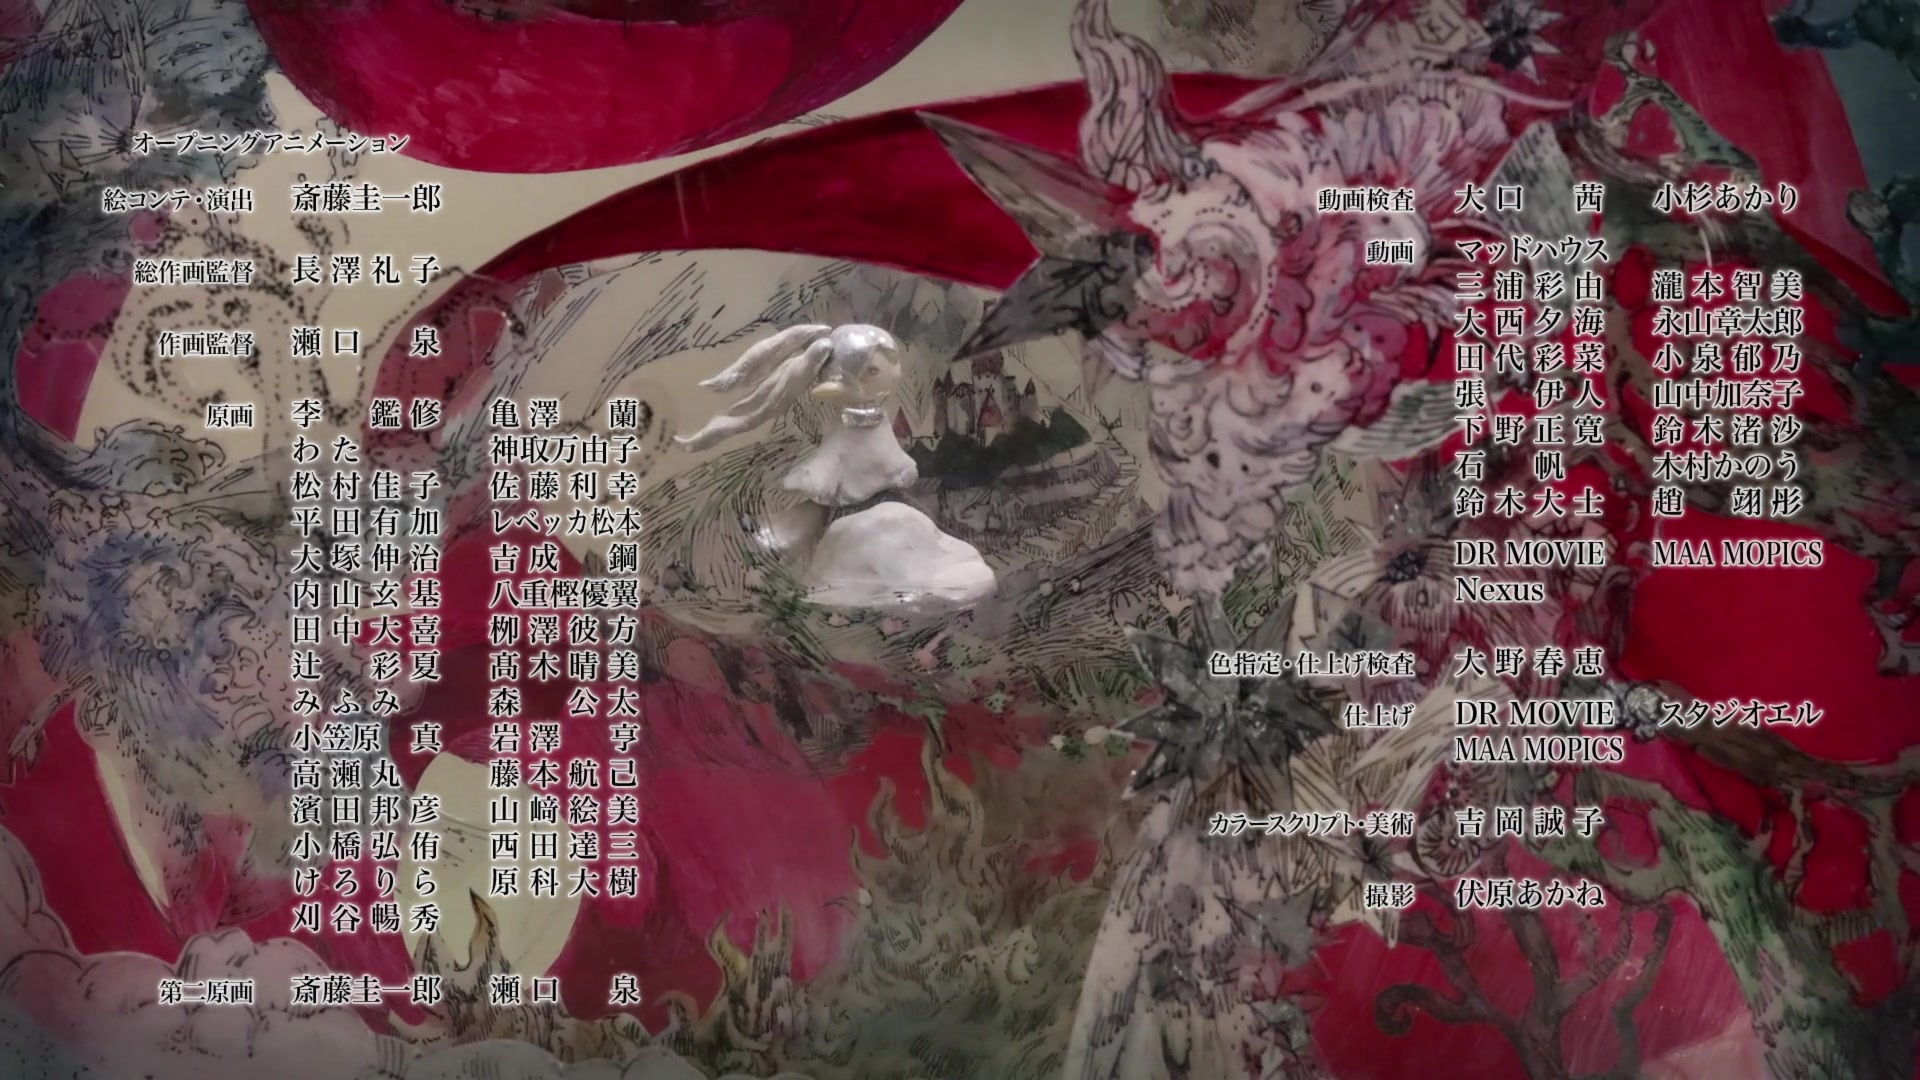 オープニングアニメーション
絵コンテ・演出 斎藤圭一郎
総作画監督 長澤礼子
作画監督 瀬口 泉
原画 李 鑑修 亀澤 蘭
わた 神取万由子
松村佳子 佐藤利幸
平田有加 レベッカ松本
大塚伸治 吉成 鋼
内山玄基 八重樫優翼
田中大喜 栁澤彼方
辻 彩夏 髙木晴美
みふみ 森 公太
小笠原 真 岩澤 亨
高瀬丸 藤本航己
濱田邦彦 山﨑絵美
小橋弘侑 西田達三
けろりら 原科大樹
刈谷暢秀
第二原画 斎藤圭一郎 瀬口 泉
動画検査 大口 茜 小杉あかり
動画 マッドハウス
三浦彩由 瀧本智美
大西夕海 永山章太郎
田代彩菜 小泉郁乃
張 伊人 山中加奈子
下野正寛 鈴木渚沙
石 帆 木村かのう
鈴木大士 趙 翊彤
DR MOVIE MAA MOPICS
Nexus
色指定・仕上げ検査 大野春恵
仕上げ DR MOVIE スタジオエル
MAA MOPICS
カラースクリプト・美術 吉岡誠子
撮影 伏原あかね